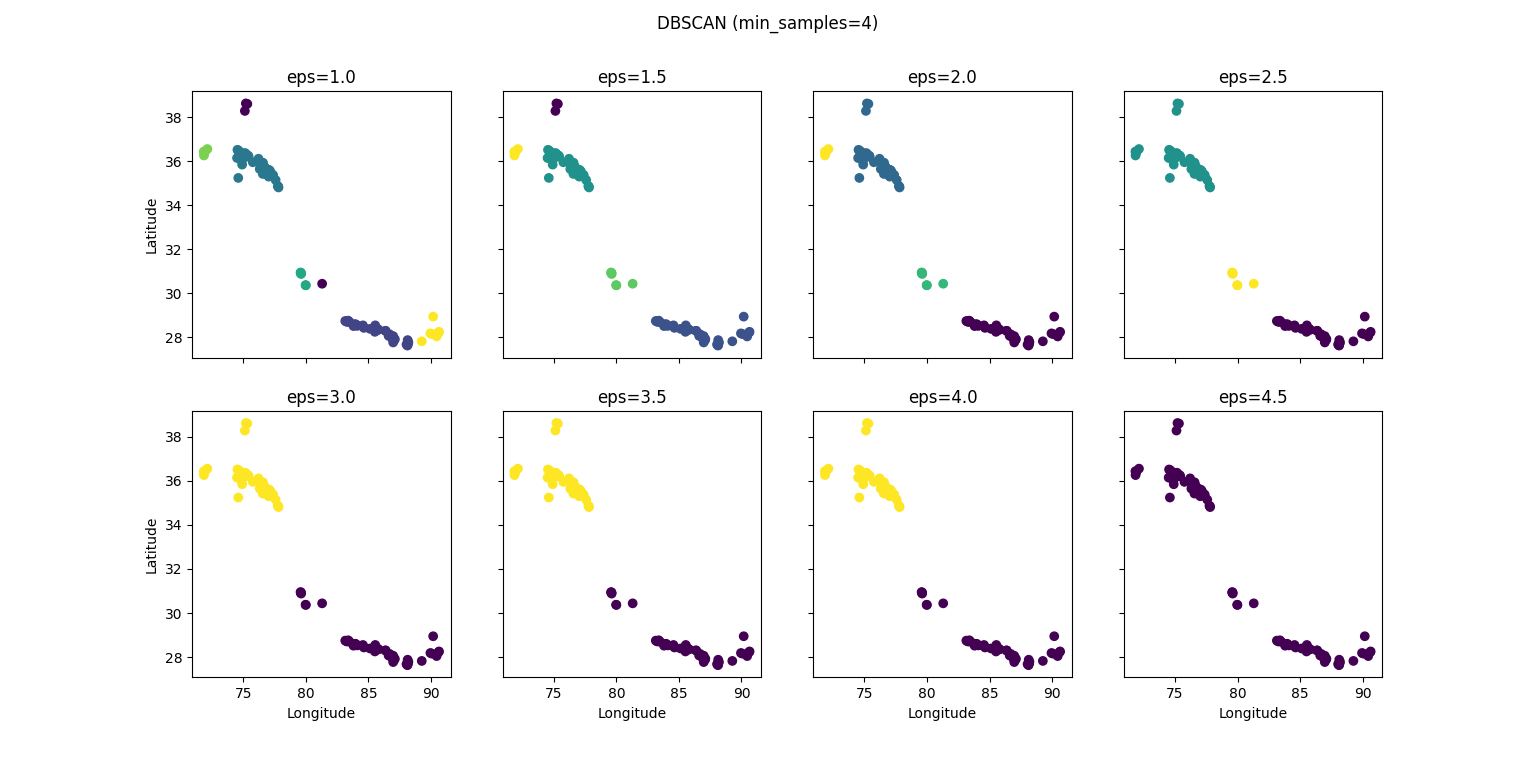 DBSCAN (min_samples=4)
eps=1.0
eps=1.5
eps=2.0
eps=2.5
38
36
34
32
30
28
Latitude
eps=3.0
eps=3.5
eps=4.0
eps=4.5
38
36
34
32
30
28
Latitude
75 80 85 90
75 80 85 90
75 80 85 90
75 80 85 90
Longitude
Longitude
Longitude
Longitude